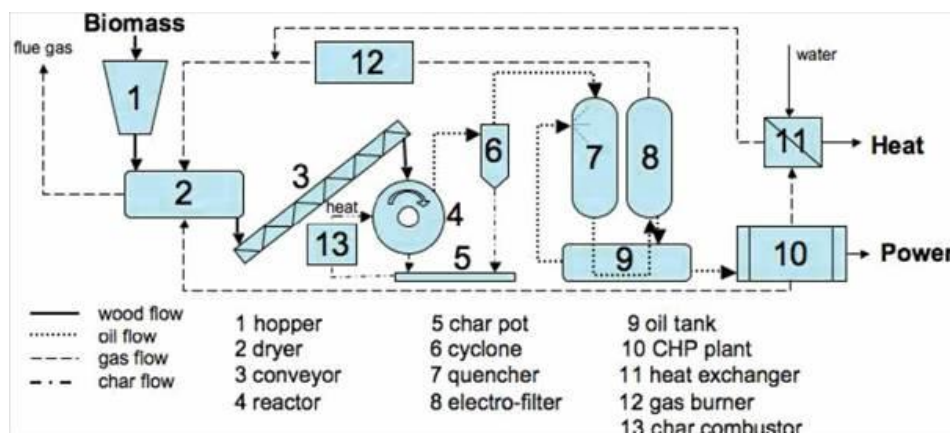 Biomass
flue gas
water
1
2
3
4
5
6
7
8
9
10
11
12
13
heat
Heat
Power
wood flow
oil flow
gas flow
char flow
1 hopper
2 dryer
3 conveyor
4 reactor
5 char pot
6 cyclone
7 quencher
8 electro-filter
9 oil tank
10 CHP plant
11 heat exchanger
12 gas burner
13 char combustor